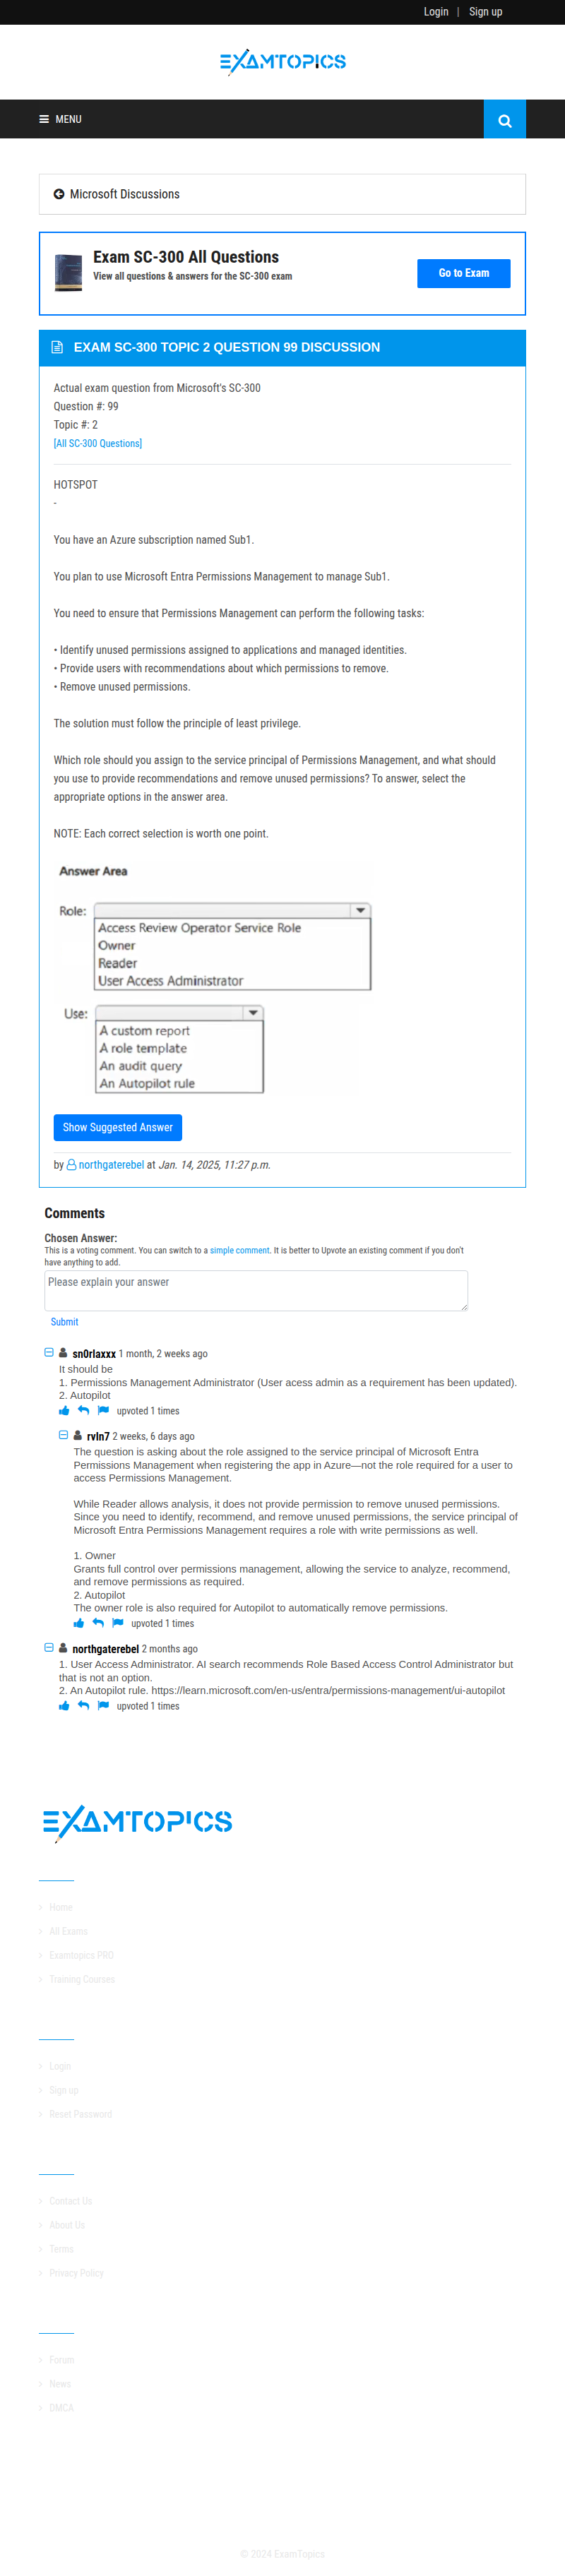 Login | Sign up
EXAMTOPICS
MENU
Microsoft Discussions
Exam SC-300 All Questions
View all questions & answers for the SC-300 exam
Go to Exam
EXAM SC-300 TOPIC 2 QUESTION 99 DISCUSSION
Actual exam question from Microsoft's SC-300
Question #: 99
Topic #: 2
[All SC-300 Questions]
HOTSPOT
-
You have an Azure subscription named Sub1.
You plan to use Microsoft Entra Permissions Management to manage Sub1.
You need to ensure that Permissions Management can perform the following tasks:
• Identify unused permissions assigned to applications and managed identities.
• Provide users with recommendations about which permissions to remove.
• Remove unused permissions.
The solution must follow the principle of least privilege.
Which role should you assign to the service principal of Permissions Management, and what should
you use to provide recommendations and remove unused permissions? To answer, select the
appropriate options in the answer area.
NOTE: Each correct selection is worth one point.
Answer Area
Role:
Access Review Operator Service Role
Owner
Reader
User Access Administrator
Use:
A custom report
A role template
An audit query
An Autopilot rule
Show Suggested Answer
by northgaterebel at Jan. 14, 2025, 11:27 p.m.
Comments
Chosen Answer:
This is a voting comment. You can switch to a simple comment. It is better to Upvote an existing comment if you don't
have anything to add.
Please explain your answer
Submit
sn0rlaxxx 1 month, 2 weeks ago
It should be
1. Permissions Management Administrator (User acess admin as a requirement has been updated).
2. Autopilot
upvoted 1 times
rvln7 2 weeks, 6 days ago
The question is asking about the role assigned to the service principal of Microsoft Entra
Permissions Management when registering the app in Azure—not the role required for a user to
access Permissions Management.
While Reader allows analysis, it does not provide permission to remove unused permissions.
Since you need to identify, recommend, and remove unused permissions, the service principal of
Microsoft Entra Permissions Management requires a role with write permissions as well.
1. Owner
Grants full control over permissions management, allowing the service to analyze, recommend,
and remove permissions as required.
2. Autopilot
The owner role is also required for Autopilot to automatically remove permissions.
upvoted 1 times
northgaterebel 2 months ago
1. User Access Administrator. AI search recommends Role Based Access Control Administrator but
that is not an option.
2. An Autopilot rule. https://learn.microsoft.com/en-us/entra/permissions-management/ui-autopilot
upvoted 1 times
EXAMTOPICS
Home
All Exams
Examtopics PRO
Training Courses
Login
Sign up
Reset Password
Contact Us
About Us
Terms
Privacy Policy
Forum
News
DMCA
© 2024 ExamTopics